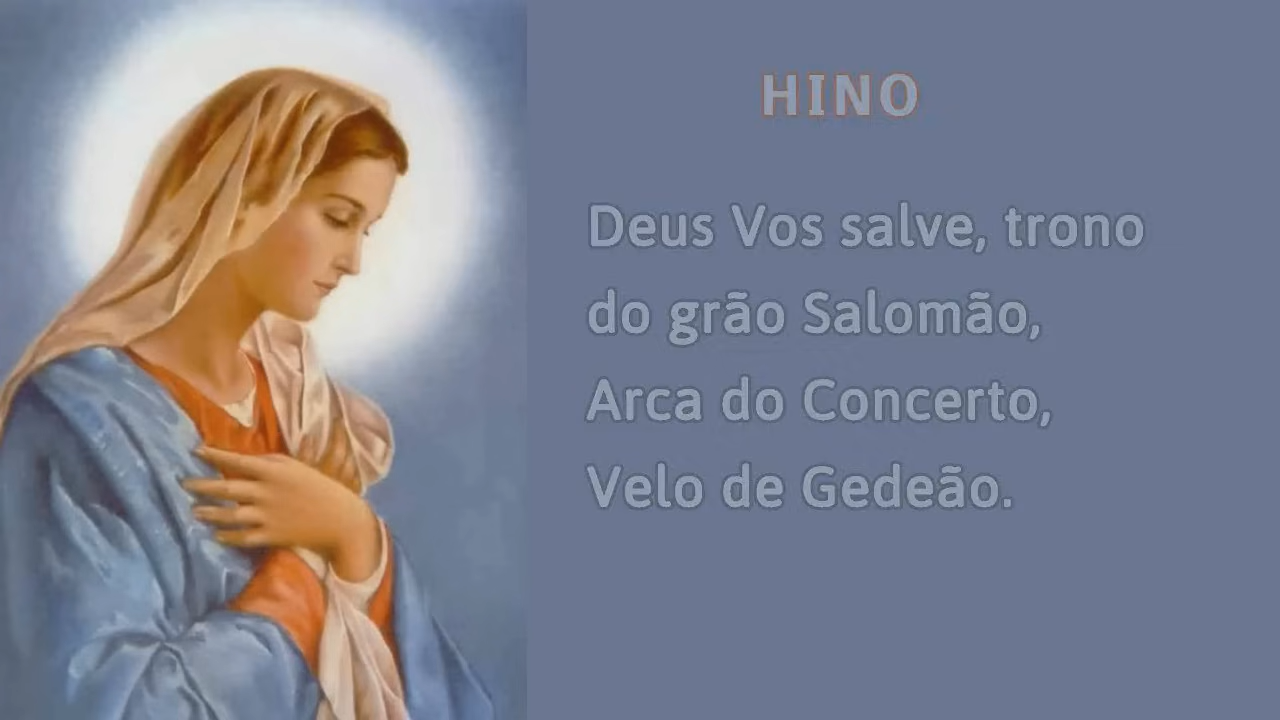 HINO
Deus Vos salve, trono
do grão Salomão,
Arca do Concerto,
Velo de Gedeão.